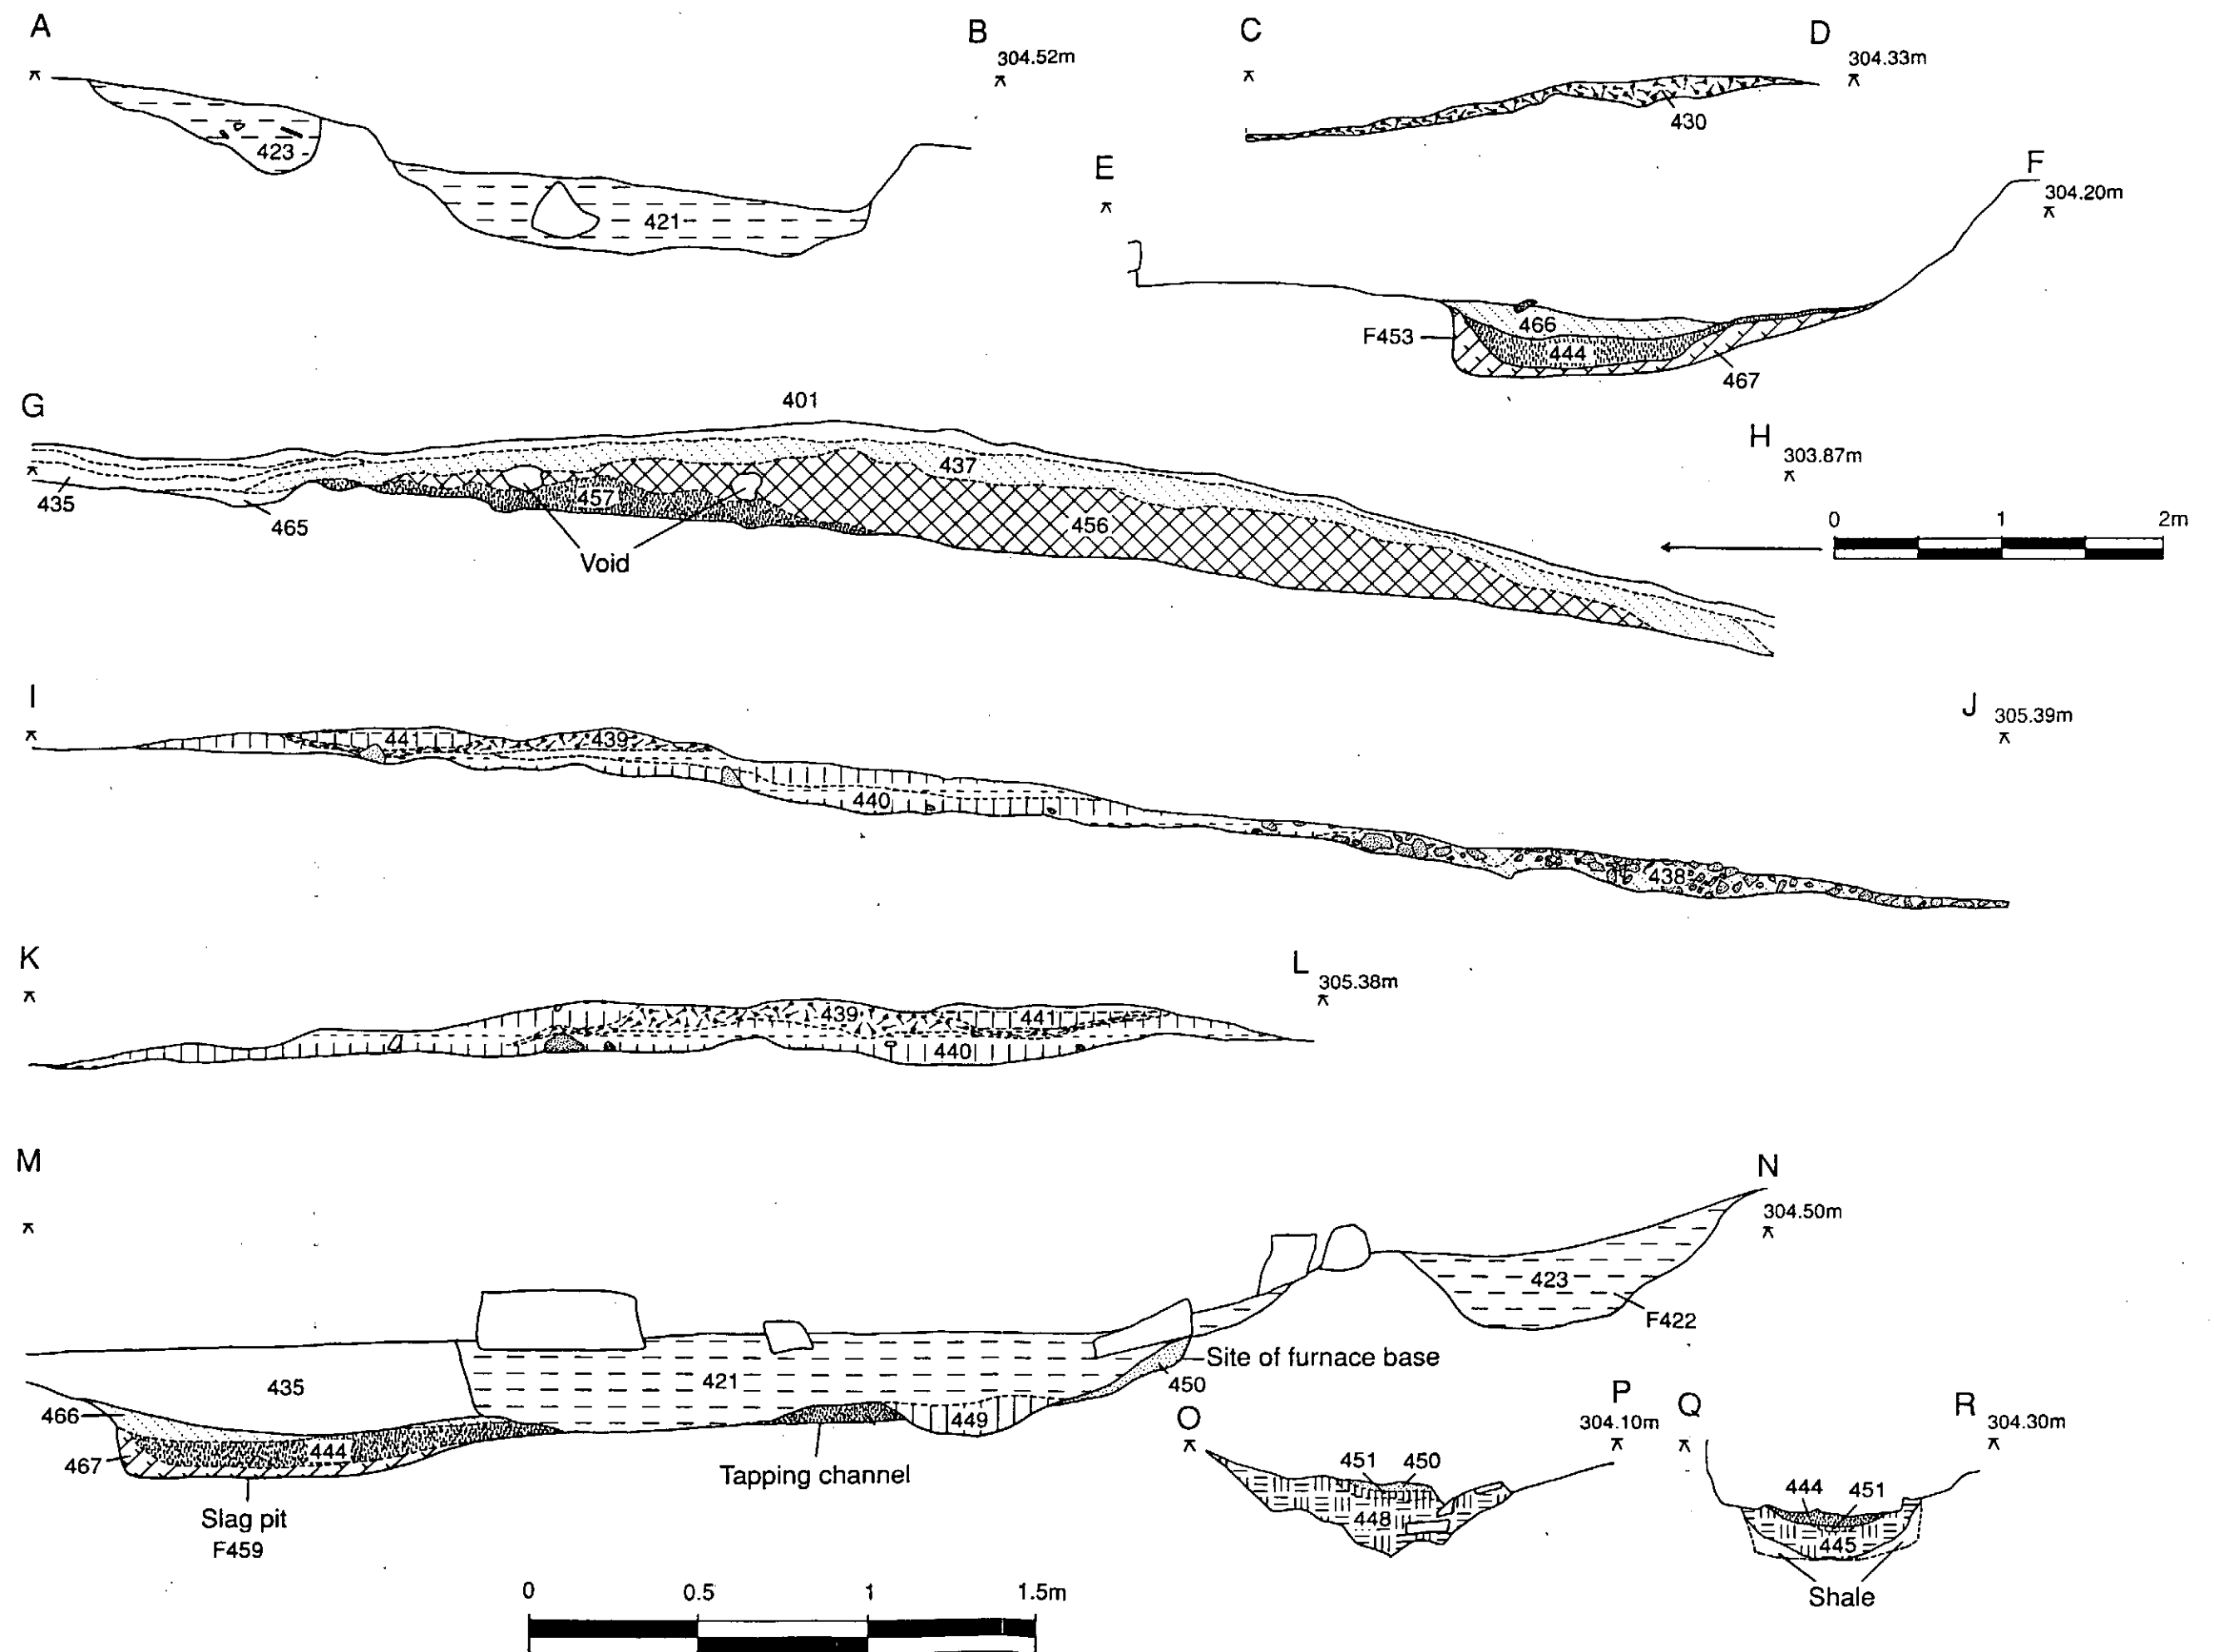 A
B
304.52m
C
D
304.33m
423
421
430
E
F
304.20m
F453
466
444
467
G
401
H
303.87m
437
435
465
457
456
Void
0 1 2m
I
J
305.39m
441
439
440
438
K
L
305.38m
439
441
440
M
N
304.50m
423
F422
435
421
Site of furnace base
450
466
449
444
467
Tapping channel
Slag pit
F459
O
P
304.10m
451 450
448
Q
R
304.30m
444 451
445
Shale
0 0.5 1 1.5m